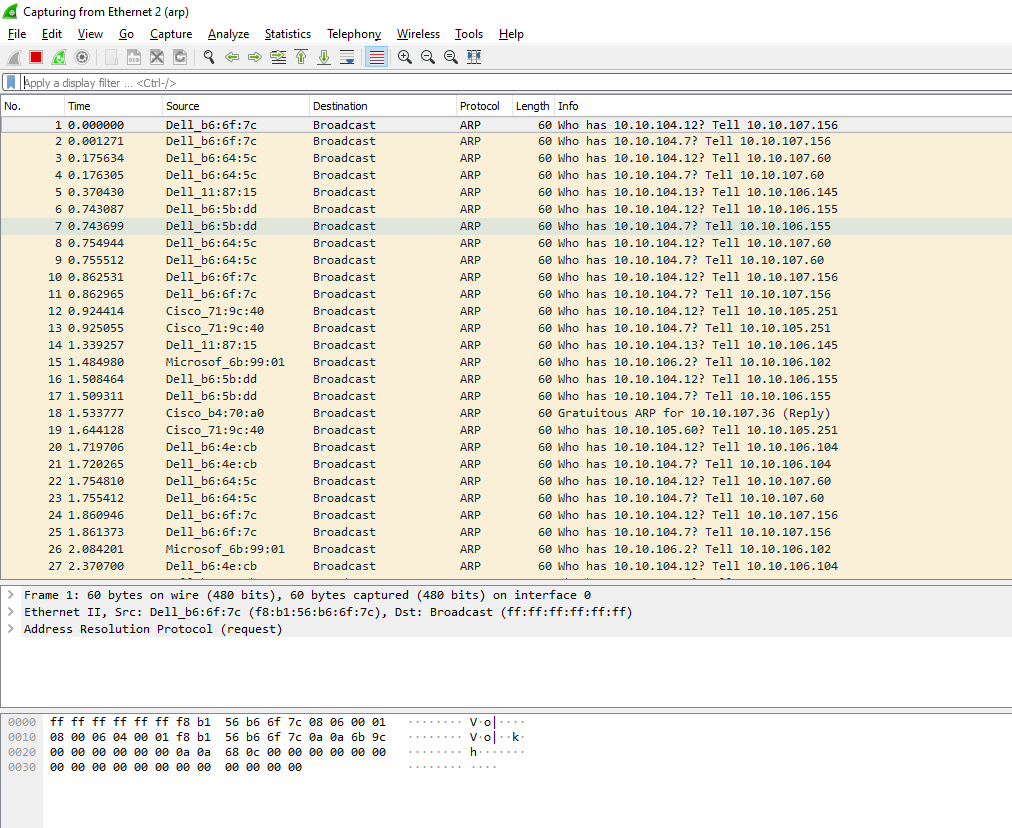 Capturing from Ethernet 2 (arp)
File Edit View Go Capture Analyze Statistics Telephony Wireless Tools Help
Apply a display filter ... <Ctrl-/>
No. Time Source Destination Protocol Length Info
1 0.000000 Dell_b6:6f:7c Broadcast ARP 60 Who has 10.10.104.12? Tell 10.10.107.156
2 0.001271 Dell_b6:6f:7c Broadcast ARP 60 Who has 10.10.104.7? Tell 10.10.107.156
3 0.175634 Dell_b6:64:5c Broadcast ARP 60 Who has 10.10.104.12? Tell 10.10.107.60
4 0.176305 Dell_b6:64:5c Broadcast ARP 60 Who has 10.10.104.7? Tell 10.10.107.60
5 0.370430 Dell_11:87:15 Broadcast ARP 60 Who has 10.10.104.13? Tell 10.10.106.145
6 0.743087 Dell_b6:5b:dd Broadcast ARP 60 Who has 10.10.104.12? Tell 10.10.106.155
7 0.743699 Dell_b6:5b:dd Broadcast ARP 60 Who has 10.10.104.7? Tell 10.10.106.155
8 0.754944 Dell_b6:64:5c Broadcast ARP 60 Who has 10.10.104.12? Tell 10.10.107.60
9 0.755512 Dell_b6:64:5c Broadcast ARP 60 Who has 10.10.104.7? Tell 10.10.107.60
10 0.862531 Dell_b6:6f:7c Broadcast ARP 60 Who has 10.10.104.12? Tell 10.10.107.156
11 0.862965 Dell_b6:6f:7c Broadcast ARP 60 Who has 10.10.104.7? Tell 10.10.107.156
12 0.924414 Cisco_71:9c:40 Broadcast ARP 60 Who has 10.10.104.12? Tell 10.10.105.251
13 0.925055 Cisco_71:9c:40 Broadcast ARP 60 Who has 10.10.104.7? Tell 10.10.105.251
14 1.339257 Dell_11:87:15 Broadcast ARP 60 Who has 10.10.104.13? Tell 10.10.106.145
15 1.484980 Microsof_6b:99:01 Broadcast ARP 60 Who has 10.10.106.2? Tell 10.10.106.102
16 1.508464 Dell_b6:5b:dd Broadcast ARP 60 Who has 10.10.104.12? Tell 10.10.106.155
17 1.509311 Dell_b6:5b:dd Broadcast ARP 60 Who has 10.10.104.7? Tell 10.10.106.155
18 1.533777 Cisco_b4:70:a0 Broadcast ARP 60 Gratuitous ARP for 10.10.107.36 (Reply)
19 1.644128 Cisco_71:9c:40 Broadcast ARP 60 Who has 10.10.105.60? Tell 10.10.105.251
20 1.719706 Dell_b6:4e:cb Broadcast ARP 60 Who has 10.10.104.12? Tell 10.10.106.104
21 1.720265 Dell_b6:4e:cb Broadcast ARP 60 Who has 10.10.104.7? Tell 10.10.106.104
22 1.754810 Dell_b6:64:5c Broadcast ARP 60 Who has 10.10.104.12? Tell 10.10.107.60
23 1.755412 Dell_b6:64:5c Broadcast ARP 60 Who has 10.10.104.7? Tell 10.10.107.60
24 1.860946 Dell_b6:6f:7c Broadcast ARP 60 Who has 10.10.104.12? Tell 10.10.107.156
25 1.861373 Dell_b6:6f:7c Broadcast ARP 60 Who has 10.10.104.7? Tell 10.10.107.156
26 2.084201 Microsof_6b:99:01 Broadcast ARP 60 Who has 10.10.106.2? Tell 10.10.106.102
27 2.370700 Dell_b6:4e:cb Broadcast ARP 60 Who has 10.10.104.12? Tell 10.10.106.104
Frame 1: 60 bytes on wire (480 bits), 60 bytes captured (480 bits) on interface 0
Ethernet II, Src: Dell_b6:6f:7c (f8:b1:56:b6:6f:7c), Dst: Broadcast (ff:ff:ff:ff:ff:ff)
Address Resolution Protocol (request)
0000 ff ff ff ff ff ff f8 b1 56 b6 6f 7c 08 06 00 01 ········ V·o|····
0010 08 00 06 04 00 01 f8 b1 56 b6 6f 7c 0a 0a 6b 9c ········ V·o|··k·
0020 00 00 00 00 00 00 0a 0a 68 0c 00 00 00 00 00 00 ········ h·······
0030 00 00 00 00 00 00 00 00 00 00 00 00 ········ ····